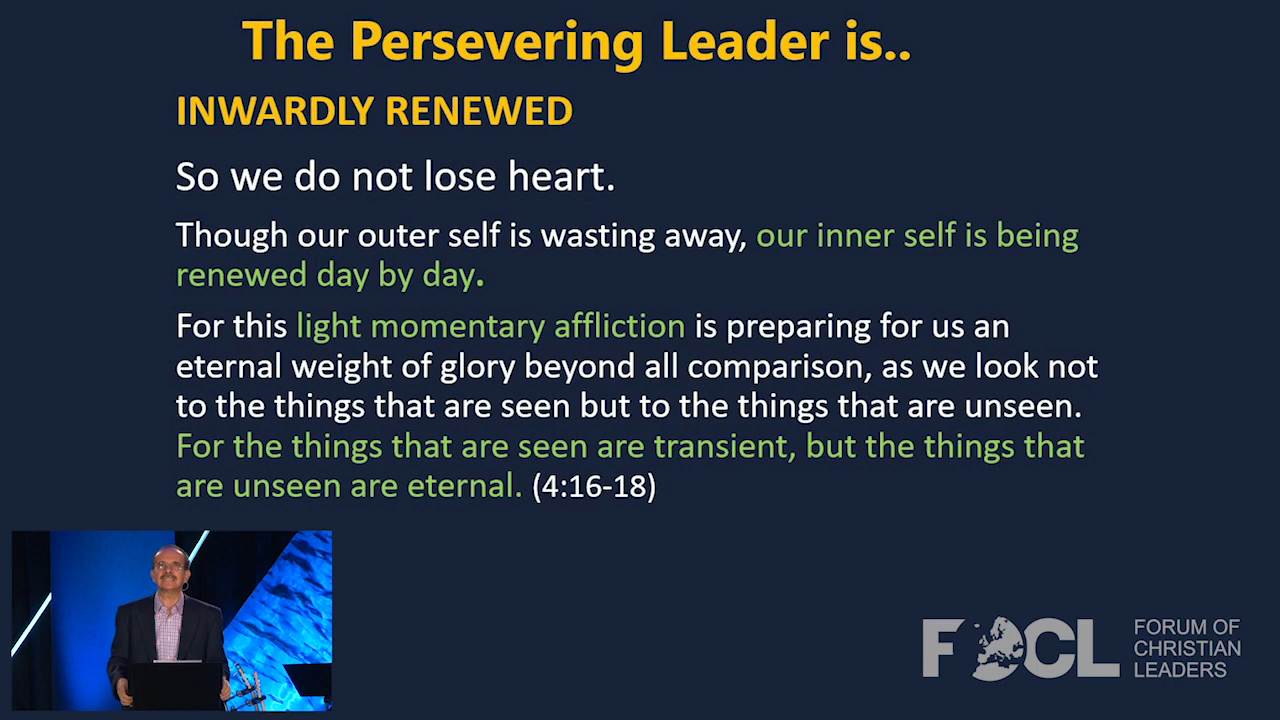 The Persevering Leader is..
INWARDLY RENEWED
So we do not lose heart.
Though our outer self is wasting away, our inner self is being
renewed day by day.
For this light momentary affliction is preparing for us an
eternal weight of glory beyond all comparison, as we look not
to the things that are seen but to the things that are unseen.
For the things that are seen are transient, but the things that
are unseen are eternal. (4:16-18)
FOCL
FORUM OF
CHRISTIAN
LEADERS